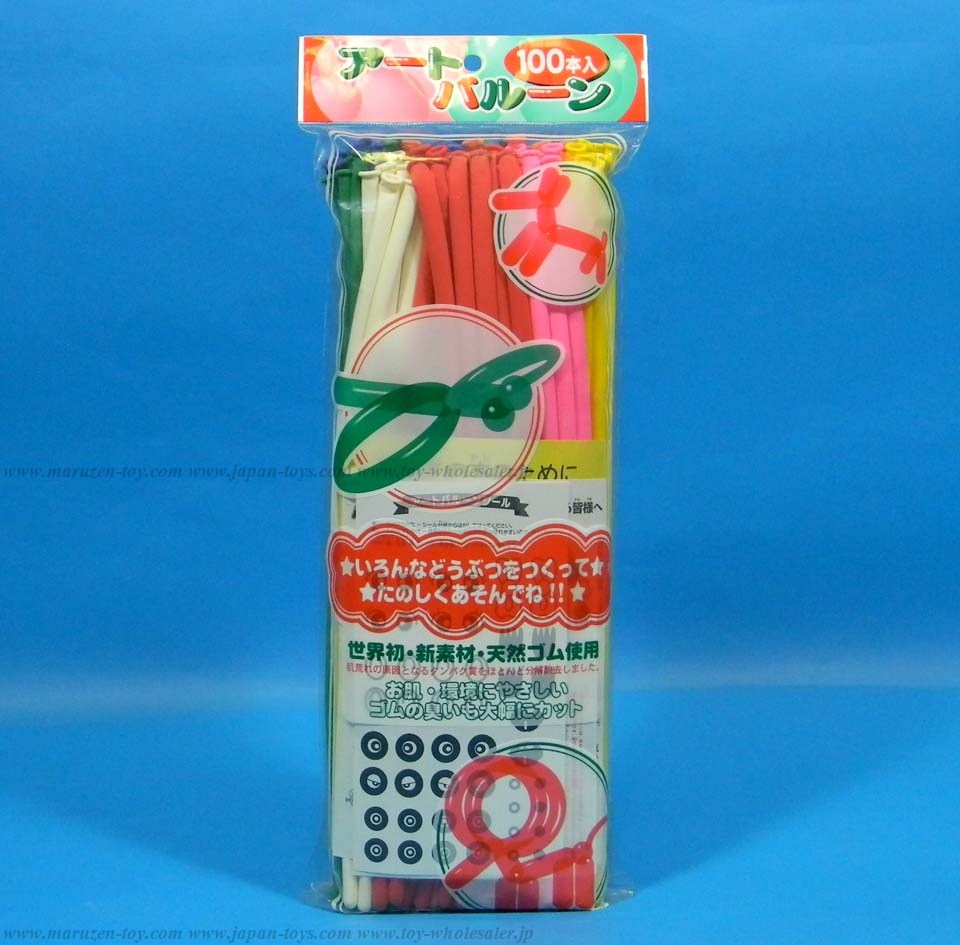 アートバルーン
100本入
www.maruzen-toy.com www.japan-toys.com www.toy-wholesaler.jp
ために
皆様へ
★いろんなどうぶつをつくって★
★たのしくあそんでね!!★
世界初・新素材・天然ゴム使用
肌荒れの原因となるタンパク質をほとんど分解除去しました。
お肌・環境にやさしい
ゴムの臭いも大幅にカット
www.maruzen-toy.com www.japan-toys.com www.toy-wholesaler.jp